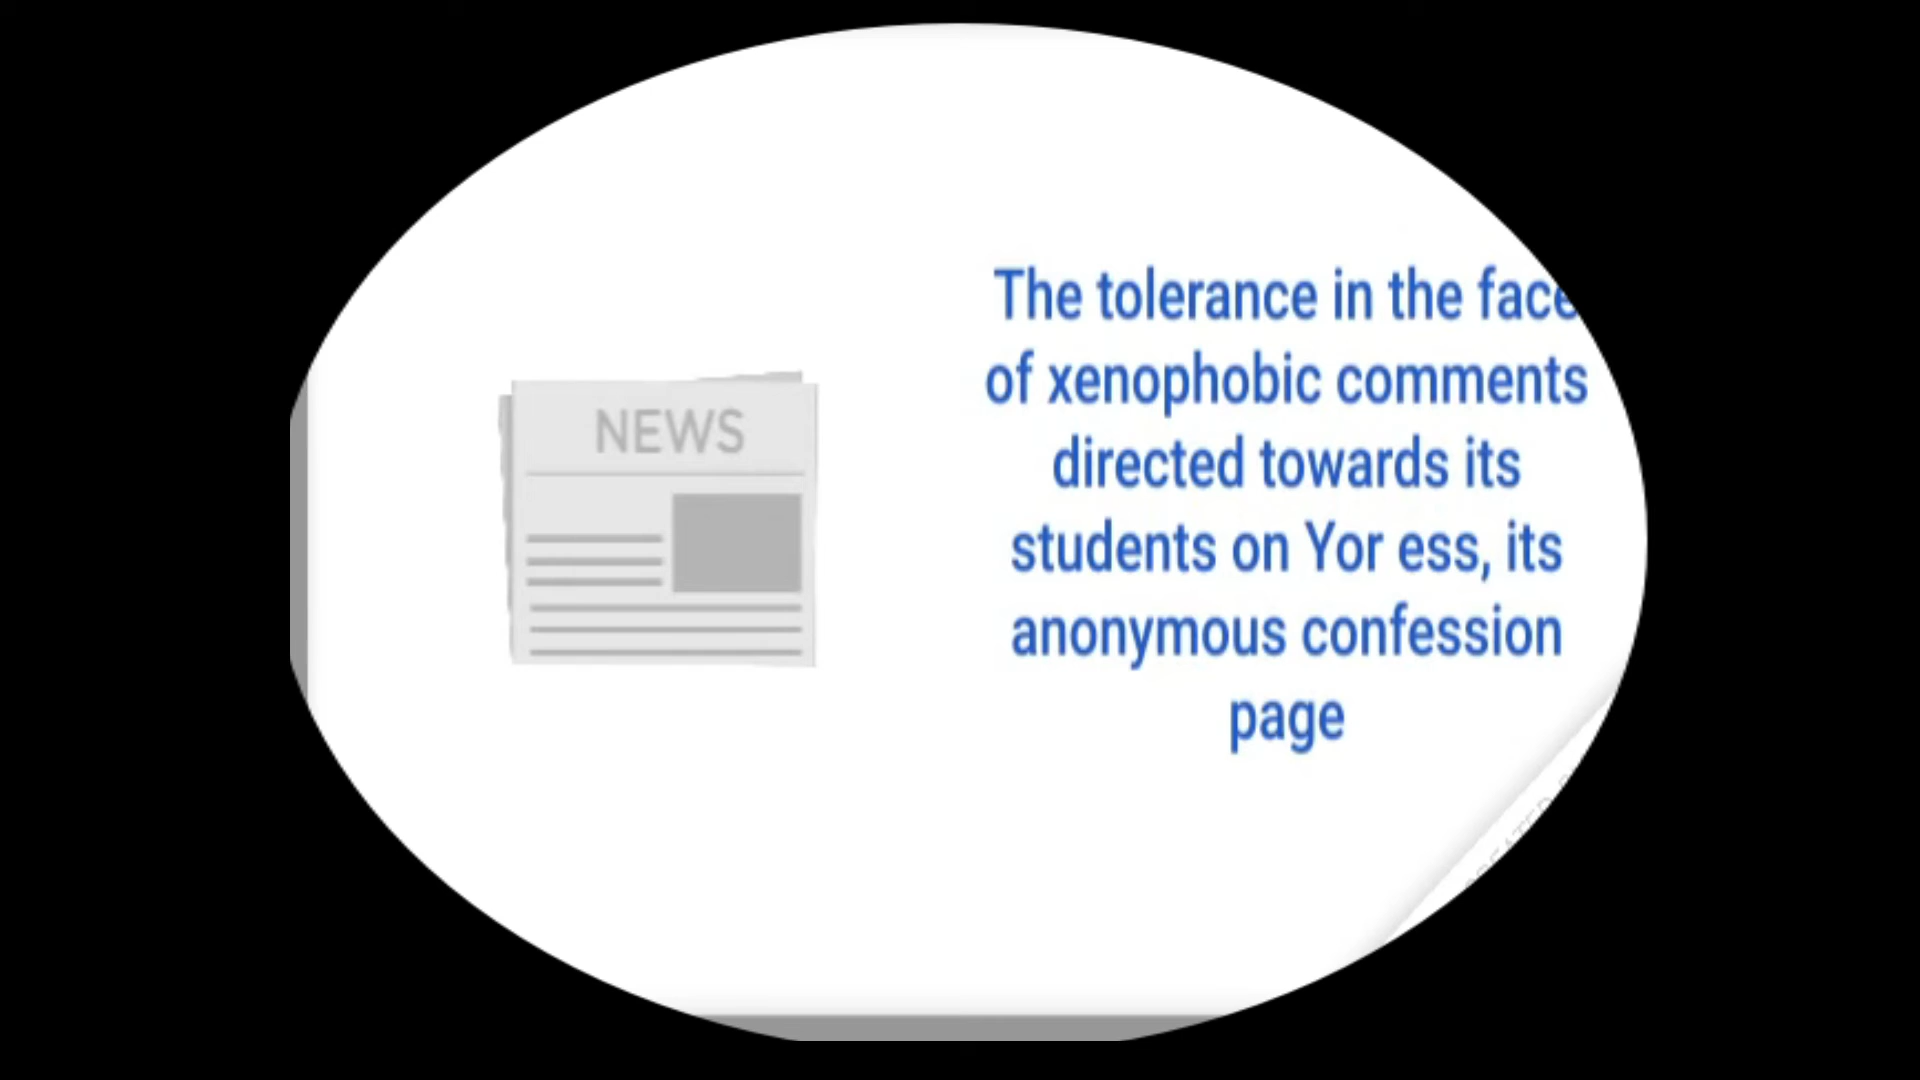 NEWS
The tolerance in the face
of xenophobic comments
directed towards its
students on Yor ess, its
anonymous confession
page